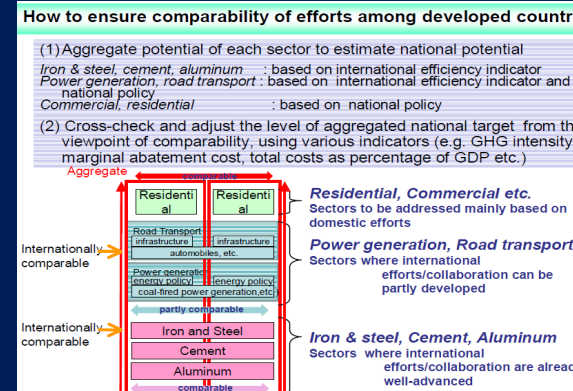 How to ensure comparability of efforts among developed countr
(1) Aggregate potential of each sector to estimate national potential
Iron & steel, cement, aluminum : based on international efficiency indicator
Power generation, road transport : based on international efficiency indicator and
national policy
Commercial, residential : based on national policy
(2) Cross-check and adjust the level of aggregated national target from th
viewpoint of comparability, using various indicators (e.g. GHG intensity
marginal abatement cost, total costs as percentage of GDP etc.)
Aggregate
comparable
Residenti
al
Residenti
al
Road Transport
infrastructure infrastructure
automobiles, etc.
Power generation
energy policy energy policy
coal-fired power generation,etc.
partly comparable
Iron and Steel
Cement
Aluminum
comparable
Internationally
comparable
Internationally
comparable
Residential, Commercial etc.
Sectors to be addressed mainly based on
domestic efforts
Power generation, Road transport
Sectors where international
efforts/collaboration can be
partly developed
Iron & steel, Cement, Aluminum
Sectors where international
efforts/collaboration are alread
well-advanced